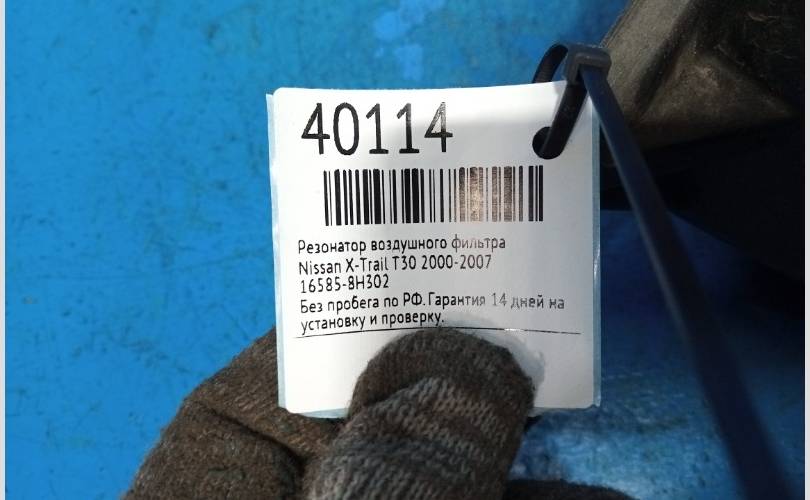 40114
Резонатор воздушного фильтра
Nissan X-Trail T30 2000-2007
16585-8H302
Без пробега по РФ. Гарантия 14 дней на
установку и проверку.